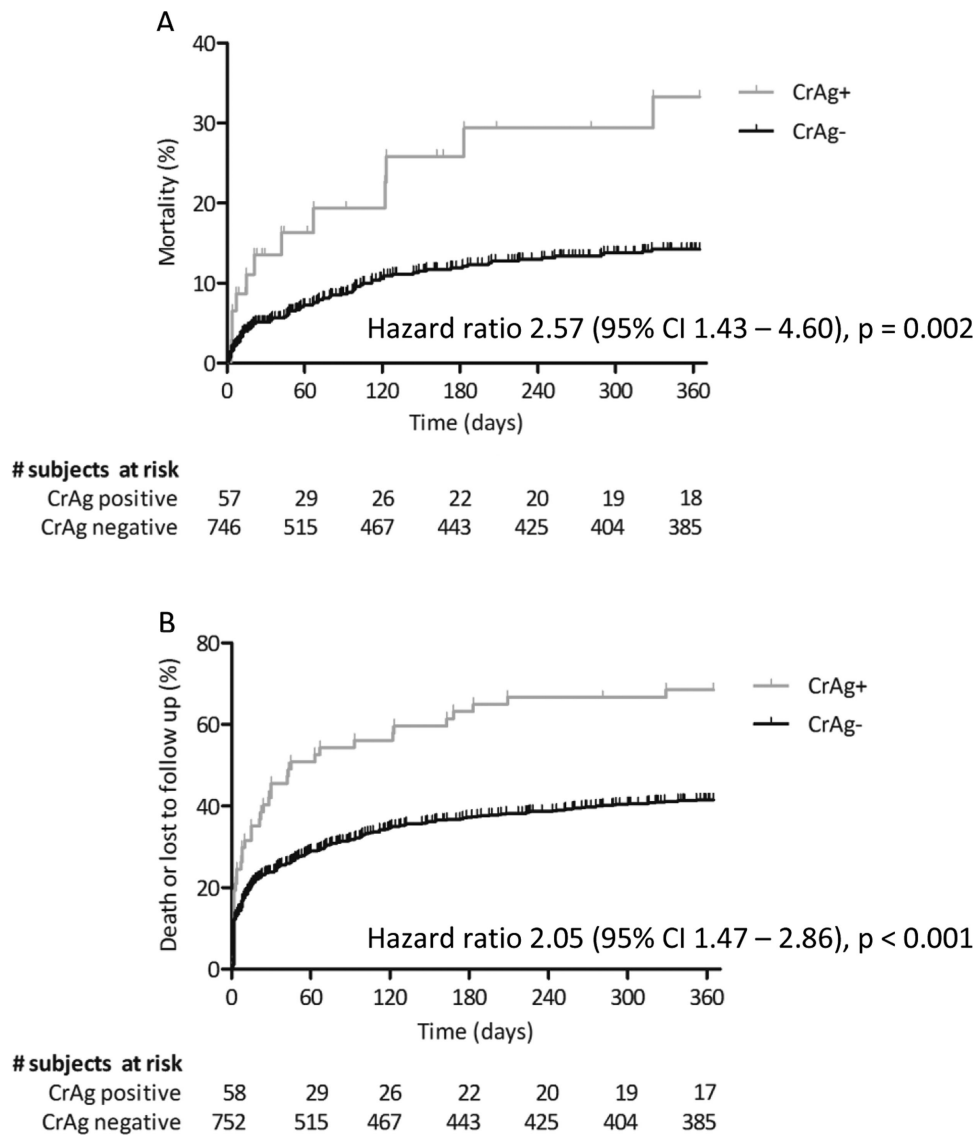 A
40
30
20
10
0
Mortality (%)
CrAg+
CrAg-
Hazard ratio 2.57 (95% CI 1.43 – 4.60), p = 0.002
0 60 120 180 240 300 360
Time (days)
# subjects at risk
CrAg positive 57 29 26 22 20 19 18
CrAg negative 746 515 467 443 425 404 385
B
80
60
40
20
0
Death or lost to follow up (%)
CrAg+
CrAg-
Hazard ratio 2.05 (95% CI 1.47 – 2.86), p < 0.001
0 60 120 180 240 300 360
Time (days)
# subjects at risk
CrAg positive 58 29 26 22 20 19 17
CrAg negative 752 515 467 443 425 404 385